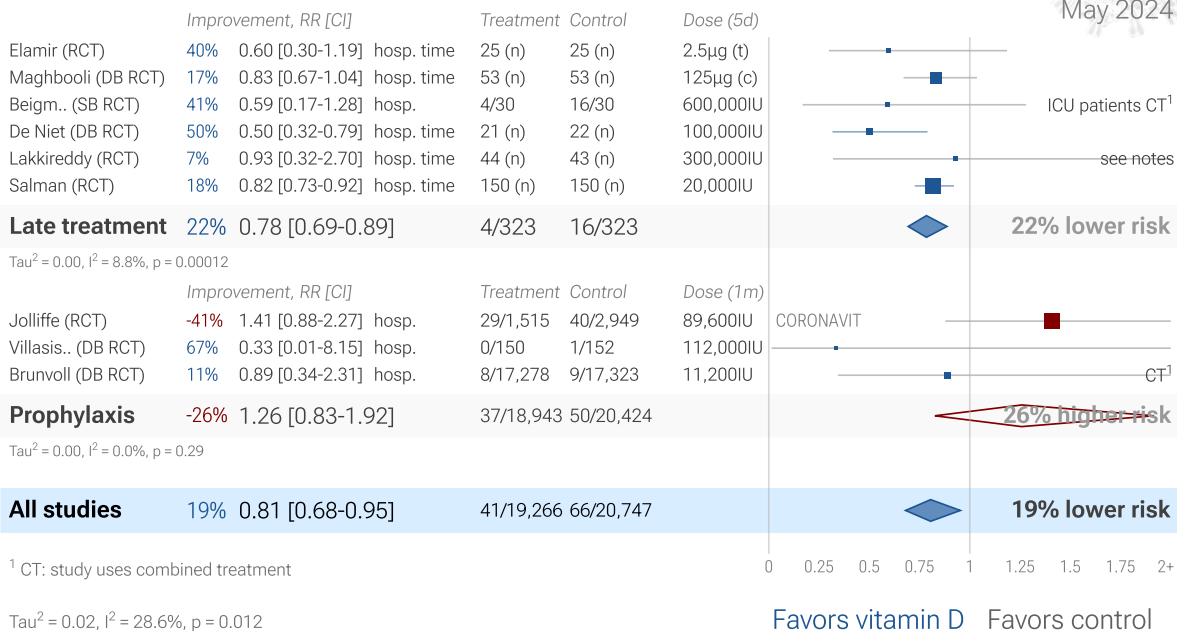 May 2024
Improvement, RR [CI] Treatment Control Dose (5d)
Elamir (RCT) 40% 0.60 [0.30-1.19] hosp. time 25 (n) 25 (n) 2.5µg (t)
Maghbooli (DB RCT) 17% 0.83 [0.67-1.04] hosp. time 53 (n) 53 (n) 125µg (c)
Beigm.. (SB RCT) 41% 0.59 [0.17-1.28] hosp. 4/30 16/30 600,000IU ICU patients CT¹
De Niet (DB RCT) 50% 0.50 [0.32-0.79] hosp. time 21 (n) 22 (n) 100,000IU
Lakkireddy (RCT) 7% 0.93 [0.32-2.70] hosp. time 44 (n) 43 (n) 300,000IU see notes
Salman (RCT) 18% 0.82 [0.73-0.92] hosp. time 150 (n) 150 (n) 20,000IU
Late treatment 22% 0.78 [0.69-0.89] 4/323 16/323 22% lower risk
Tau² = 0.00, I² = 8.8%, p = 0.00012
Improvement, RR [CI] Treatment Control Dose (1m)
Jolliffe (RCT) -41% 1.41 [0.88-2.27] hosp. 29/1,515 40/2,949 89,600IU CORONAVIT
Villasis.. (DB RCT) 67% 0.33 [0.01-8.15] hosp. 0/150 1/152 112,000IU
Brunvoll (DB RCT) 11% 0.89 [0.34-2.31] hosp. 8/17,278 9/17,323 11,200IU CT¹
Prophylaxis -26% 1.26 [0.83-1.92] 37/18,943 50/20,424 26% higher risk
Tau² = 0.00, I² = 0.0%, p = 0.29
All studies 19% 0.81 [0.68-0.95] 41/19,266 66/20,747 19% lower risk
0 0.25 0.5 0.75 1 1.25 1.5 1.75 2+
¹ CT: study uses combined treatment
Tau² = 0.02, I² = 28.6%, p = 0.012
Favors vitamin D Favors control